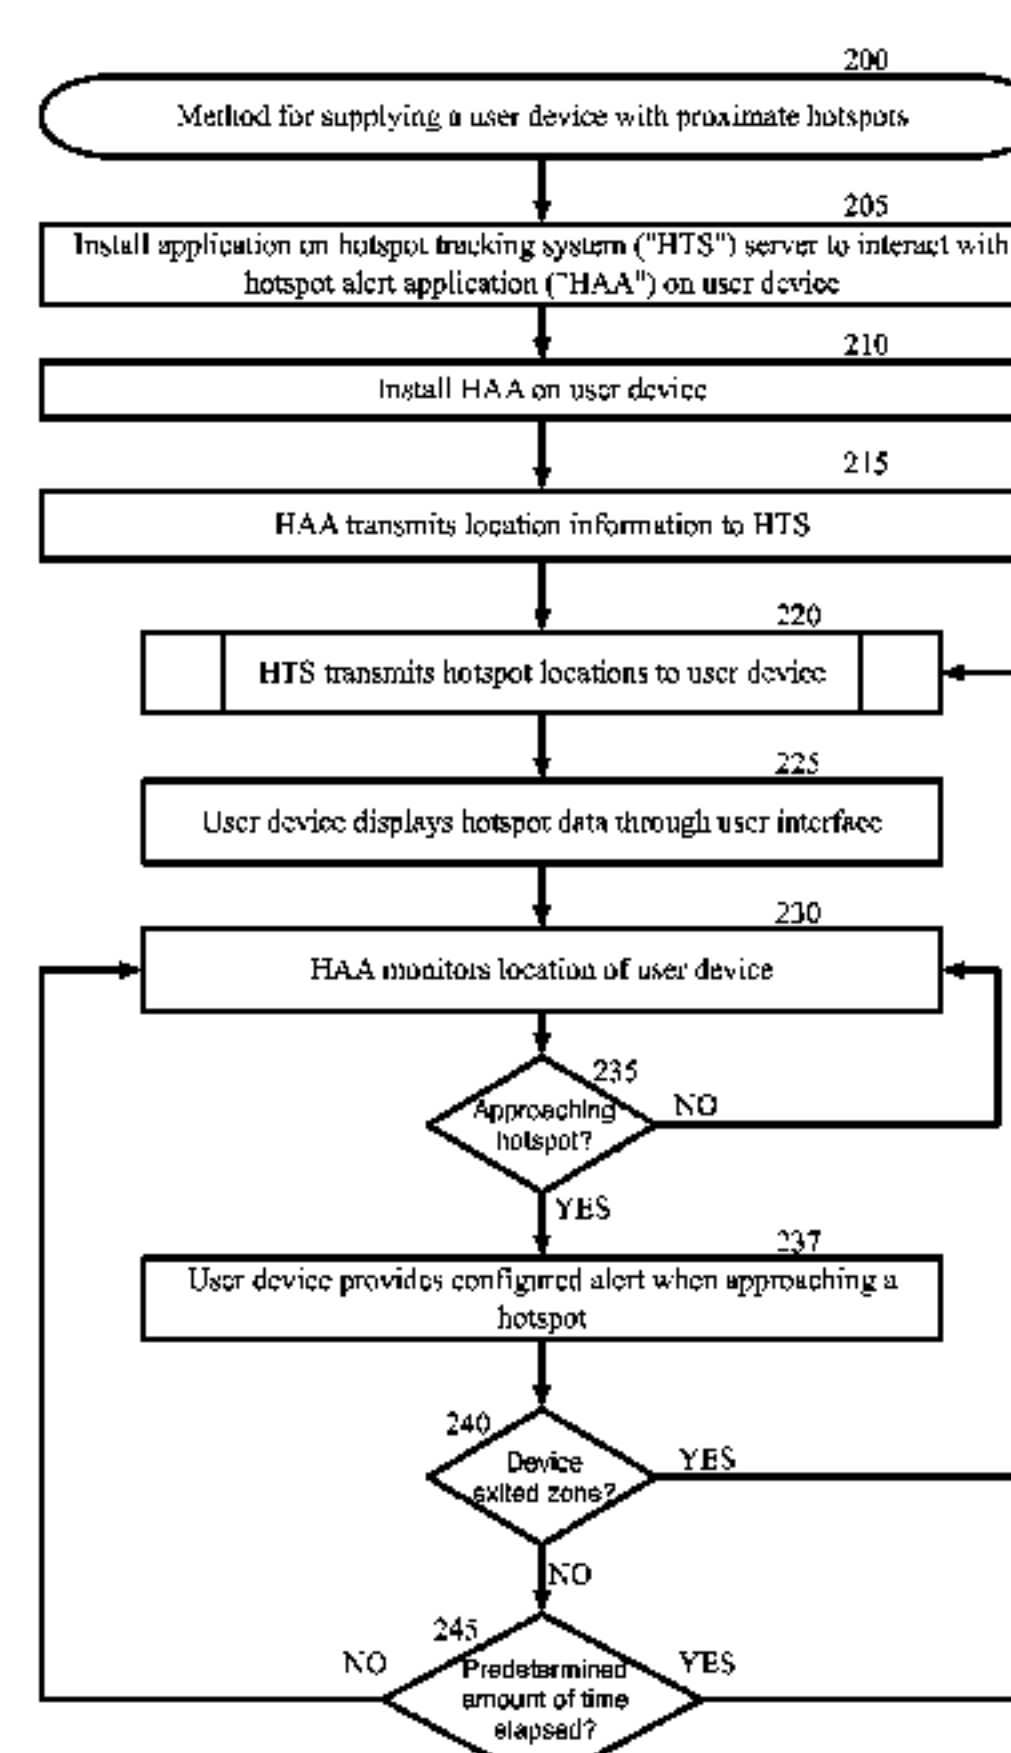 200
Method for supplying a user device with proximate hotspots
205
Install application on hotspot tracking system ("HTS") server to interact with
hotspot alert application ("HAA") on user device
210
Install HAA on user device
215
HAA transmits location information to HTS
220
HTS transmits hotspot locations to user device
225
User device displays hotspot data through user interface
230
HAA monitors location of user device
235
Approaching
hotspot?
NO
YES
237
User device provides configured alert when approaching a
hotspot
240
Device
exited zone?
YES
NO
245
NO
Predetermined
amount of time
elapsed?
YES